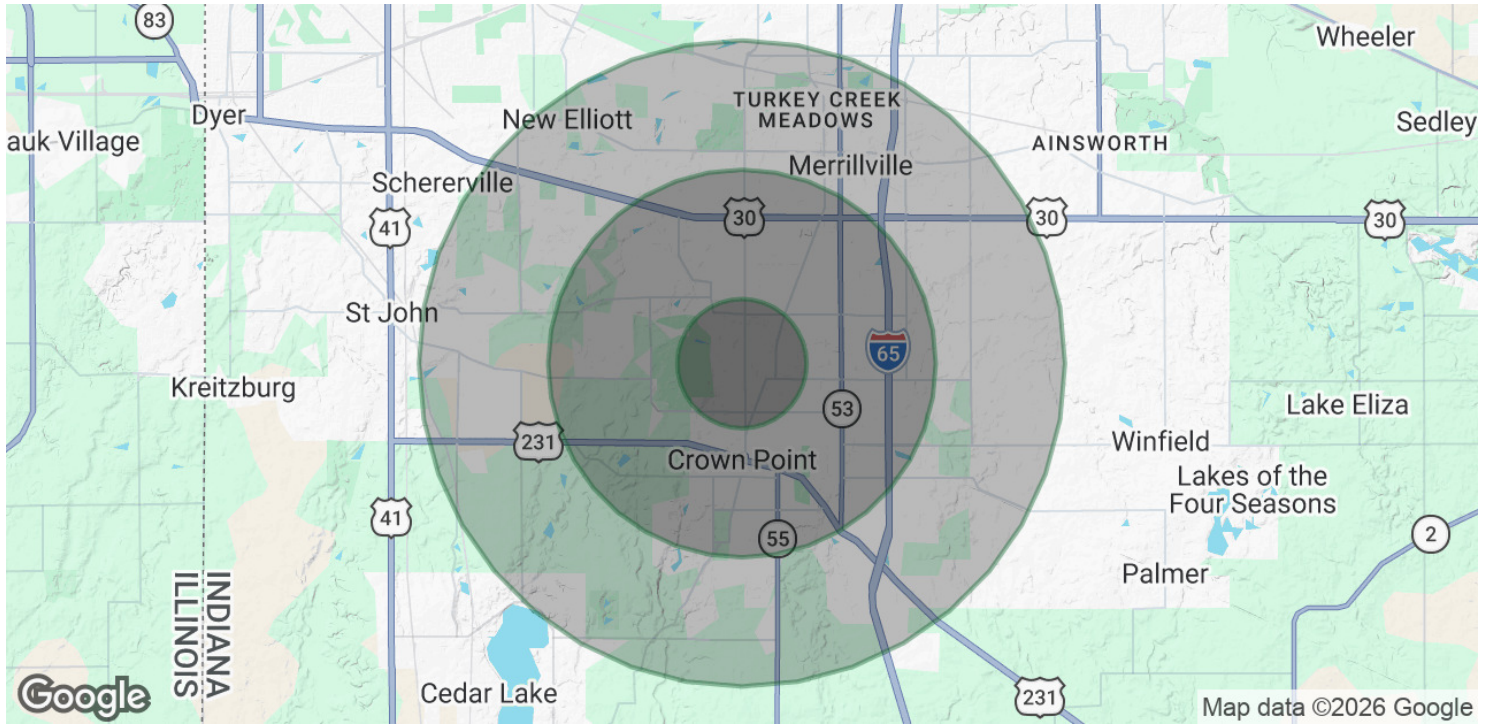 83
Wheeler
Dyer
New Elliott
TURKEY CREEK
MEADOWS
Sedley
auk Village
AINSWORTH
Merrillville
Schererville
41
30
30
30
St John
65
Kreitzburg
53
Lake Eliza
231
Crown Point
Winfield
Lakes of the
Four Seasons
41
55
2
Palmer
INDIANA
ILLINOIS
Cedar Lake
231
Google
Map data ©2026 Google